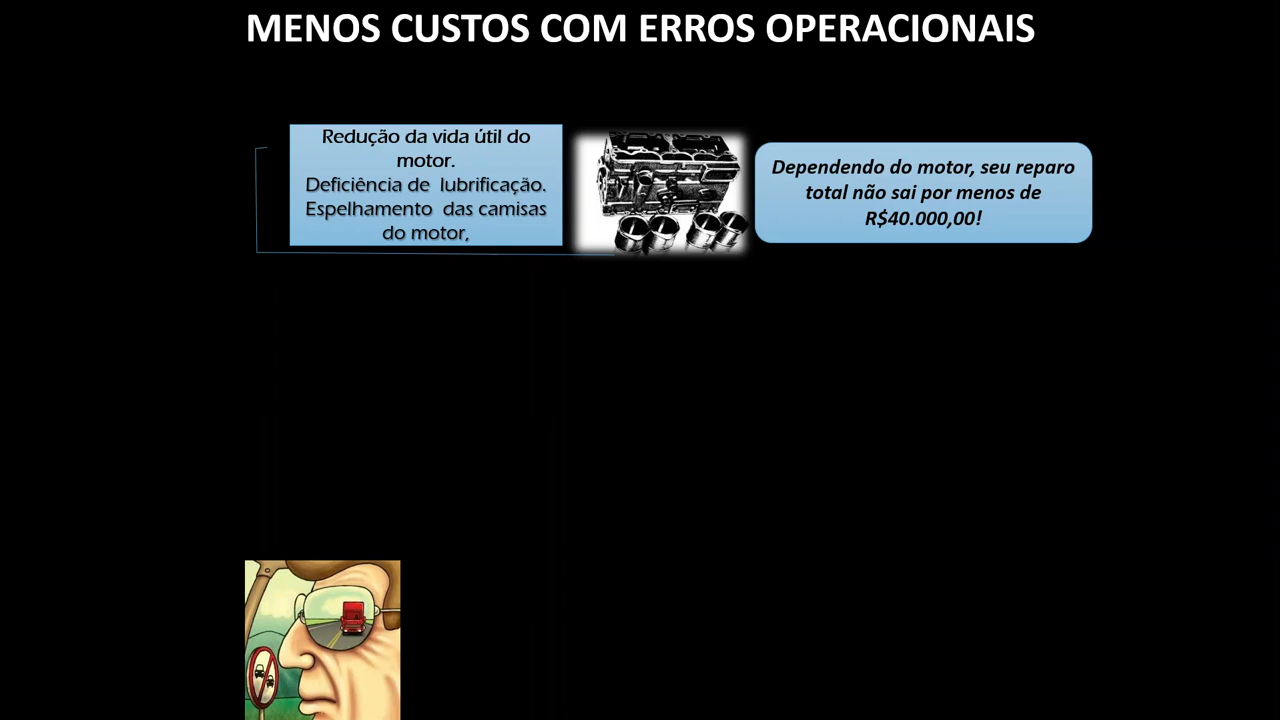 MENOS CUSTOS COM ERROS OPERACIONAIS
Redução da vida útil do
motor.
Deficiência de lubrificação.
Espelhamento das camisas
do motor,
Dependendo do motor, seu reparo
total não sai por menos de
R$40.000,00!